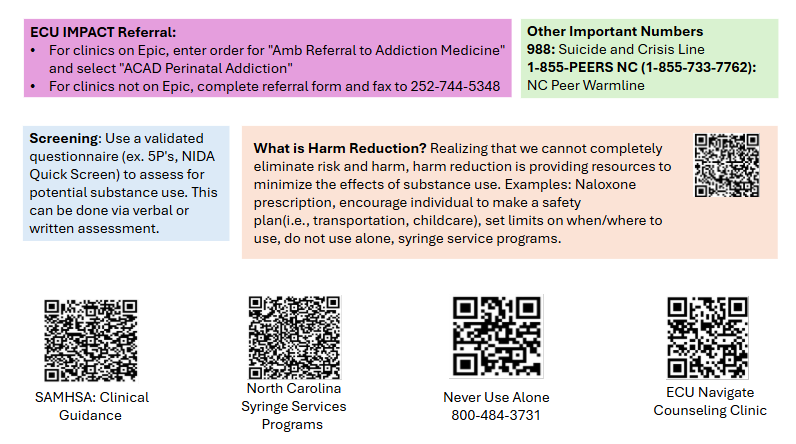 ECU IMPACT Referral:
• For clinics on Epic, enter order for "Amb Referral to Addiction Medicine"
and select "ACAD Perinatal Addiction"
• For clinics not on Epic, complete referral form and fax to 252-744-5348
Other Important Numbers
988: Suicide and Crisis Line
1-855-PEERS NC (1-855-733-7762):
NC Peer Warmline
Screening: Use a validated
questionnaire (ex. 5P's, NIDA
Quick Screen) to assess for
potential substance use. This
can be done via verbal or
written assessment.
What is Harm Reduction? Realizing that we cannot completely
eliminate risk and harm, harm reduction is providing resources to
minimize the effects of substance use. Examples: Naloxone
prescription, encourage individual to make a safety
plan(i.e., transportation, childcare), set limits on when/where to
use, do not use alone, syringe service programs.
SAMHSA: Clinical
Guidance
North Carolina
Syringe Services
Programs
Never Use Alone
800-484-3731
ECU Navigate
Counseling Clinic